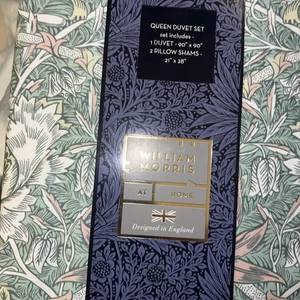 QUEEN DUVET SET
set includes -
1 DUVET - 90" x 90"
2 PILLOW SHAMS -
21" x 28"
WILLIAM
MORRIS
AT HOME
Designed in England